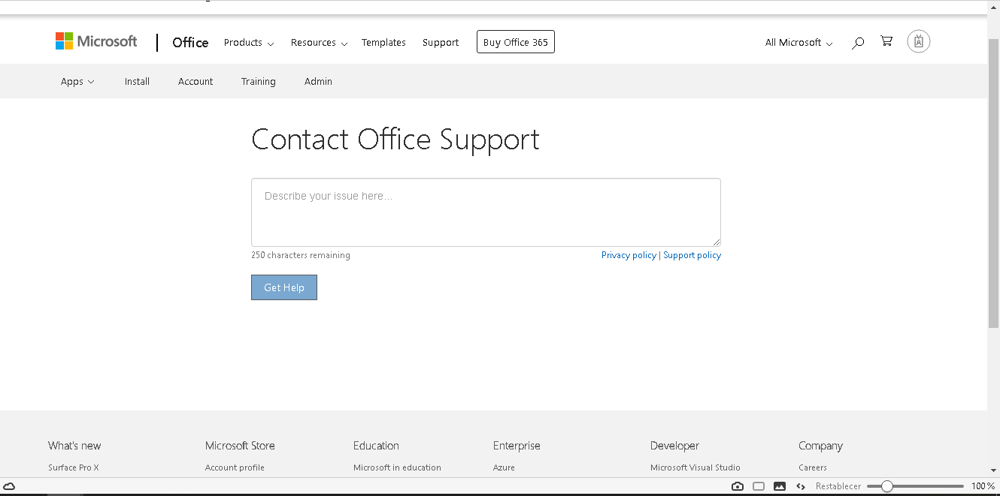 Microsoft Office Products Resources Templates Support Buy Office 365 All Microsoft
Apps Install Account Training Admin
Contact Office Support
Describe your issue here...
250 characters remaining Privacy policy | Support policy
Get Help
What's new Microsoft Store Education Enterprise Developer Company
Surface Pro X Account profile Microsoft in education Azure Microsoft Visual Studio Careers
Restablecer 100 %